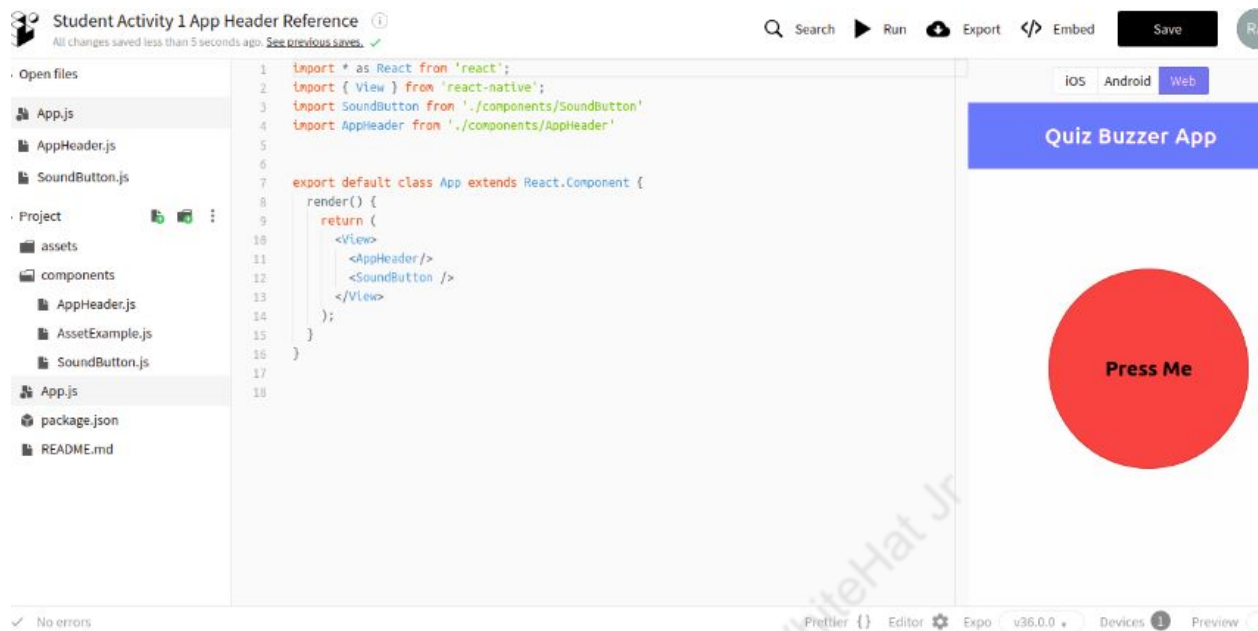 Student Activity 1 App Header Reference
All changes saved less than 5 seconds ago. See previous saves.
Search Run Export Embed Save
Open files
App.js
AppHeader.js
SoundButton.js
Project
assets
components
AppHeader.js
AssetExample.js
SoundButton.js
App.js
package.json
README.md
1 import * as React from 'react';
2 import { View } from 'react-native';
3 import SoundButton from './components/SoundButton'
4 import AppHeader from './components/AppHeader'
5
6
7 export default class App extends React.Component {
8 render() {
9 return (
10 <View>
11 <AppHeader/>
12 <SoundButton />
13 </View>
14 );
15 }
16 }
17
18
iOS Android Web
Quiz Buzzer App
Press Me
No errors
Prettier {} Editor Expo v36.0.0 Devices 1 Preview